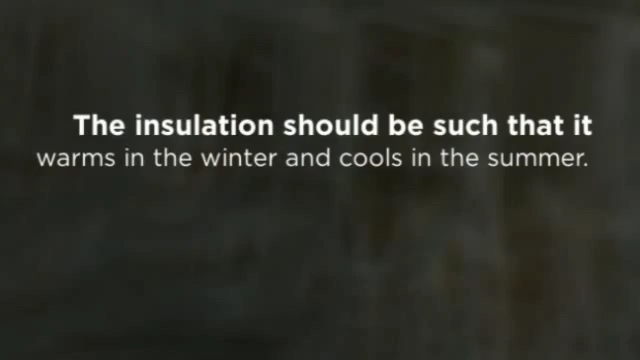 The insulation should be such that it
warms in the winter and cools in the summer.